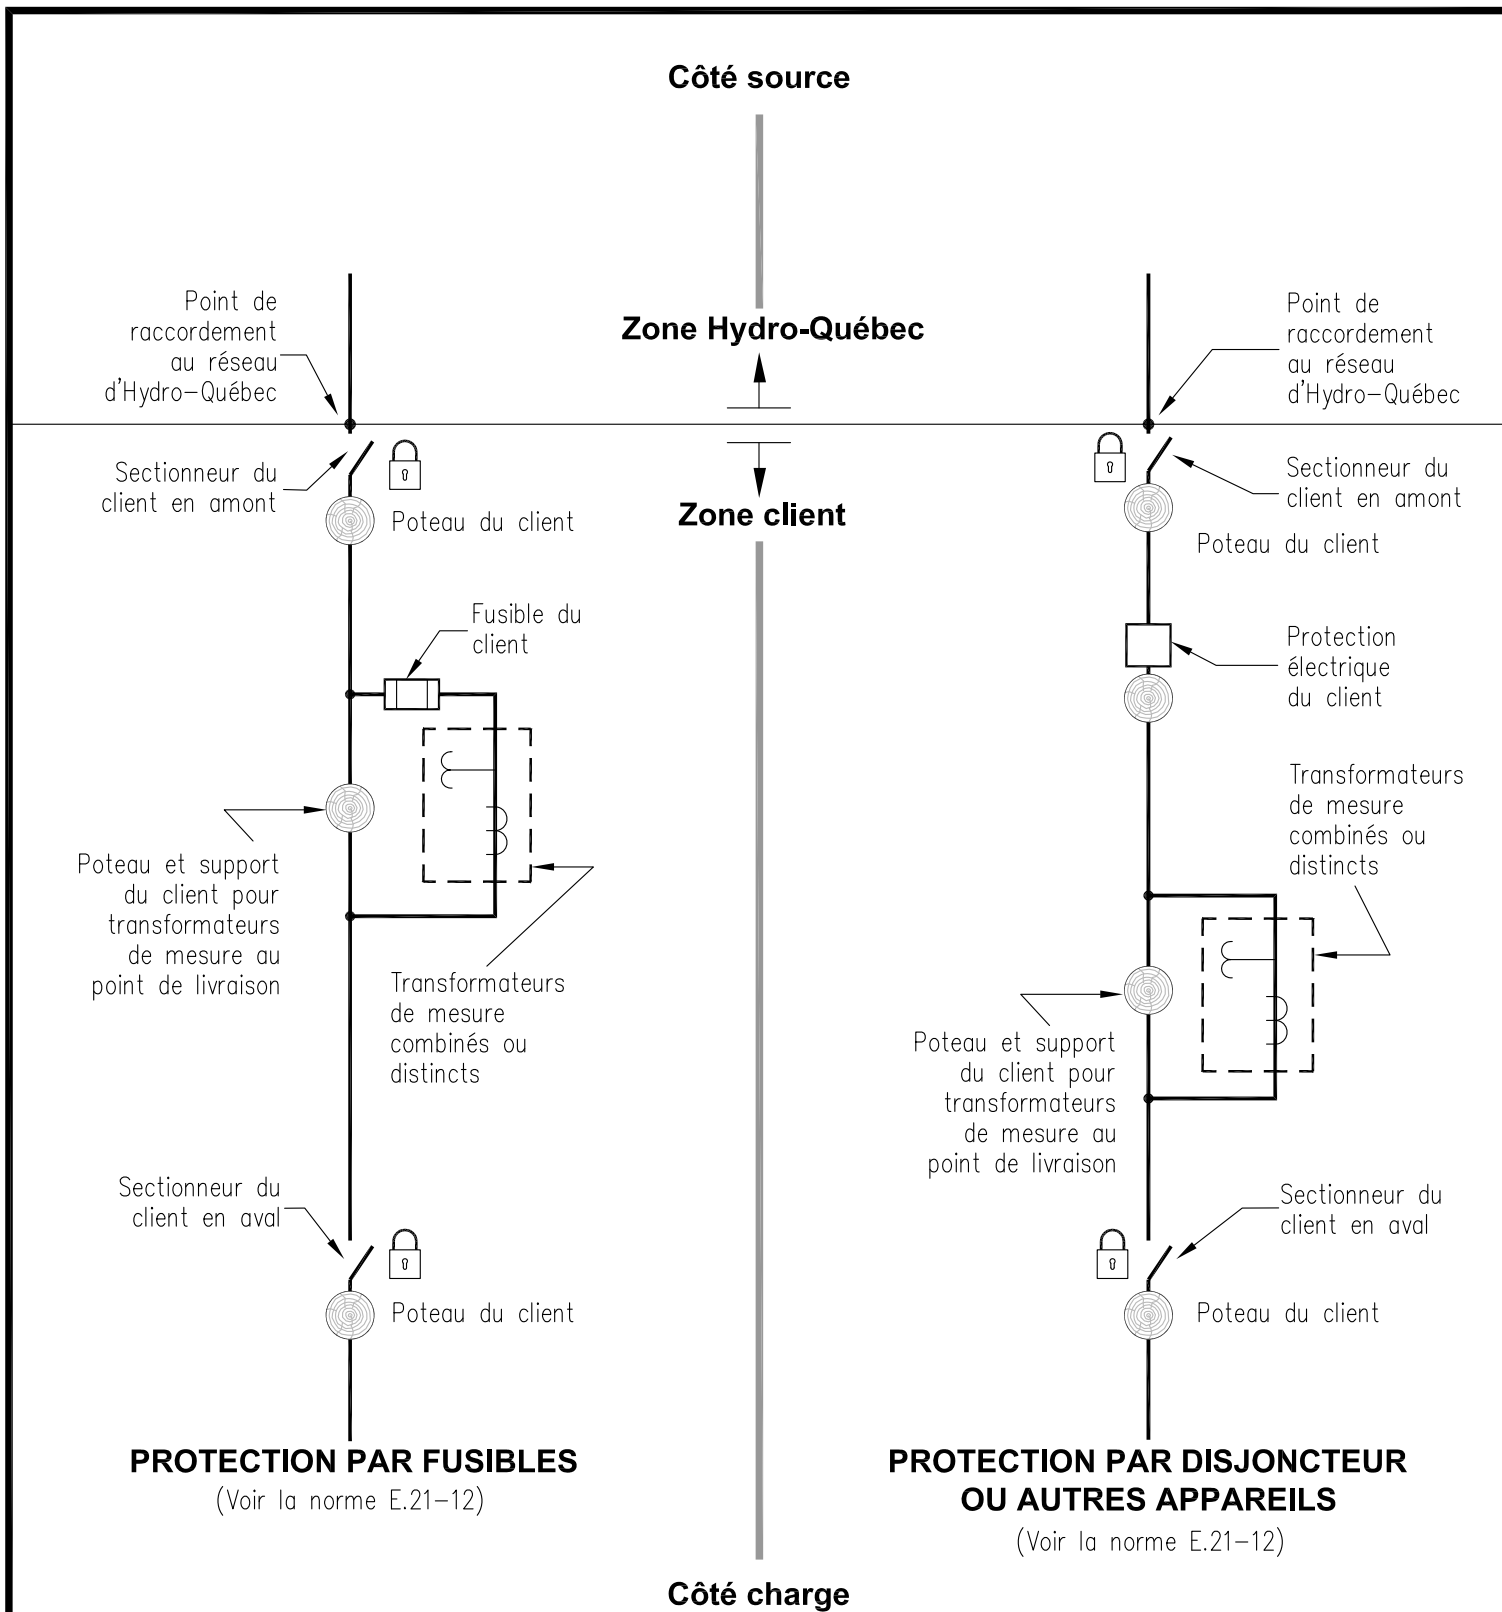 Côté source
Point de
raccordement
au réseau
d'Hydro-Québec
Zone Hydro-Québec
Point de
raccordement
au réseau
d'Hydro-Québec
Sectionneur du
client en amont
Poteau du client
Zone client
Sectionneur du
client en amont
Poteau du client
Fusible du
client
Protection
électrique
du client
Poteau et support
du client pour
transformateurs
de mesure au
point de livraison
Transformateurs
de mesure
combinés ou
distincts
Transformateurs
de mesure
combinés ou
distincts
Poteau et support
du client pour
transformateurs
de mesure au
point de livraison
Sectionneur du
client en aval
Poteau du client
Sectionneur du
client en aval
Poteau du client
PROTECTION PAR FUSIBLES
(Voir la norme E.21-12)
PROTECTION PAR DISJONCTEUR
OU AUTRES APPAREILS
(Voir la norme E.21-12)
Côté charge